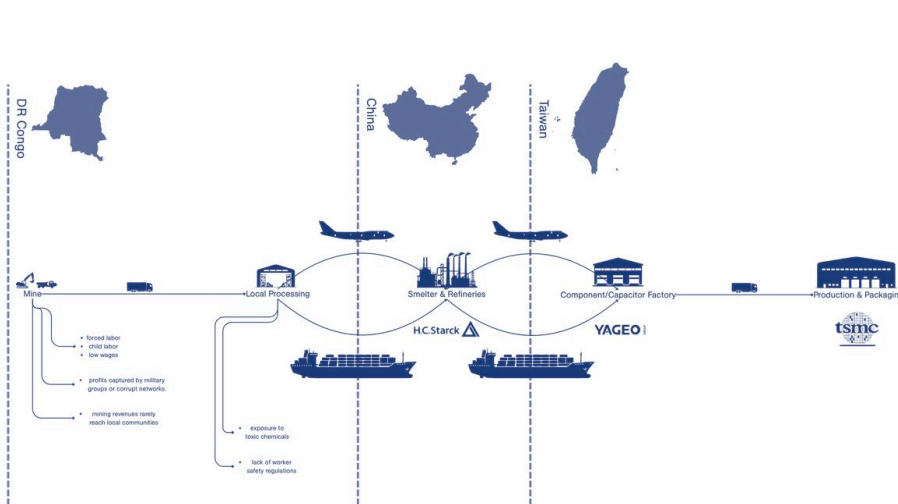 DR Congo
China
Taiwan
Mine
Local Processing
Smelter & Refineries
Component/Capacitor Factory
Production & Packagin
H.C.Starck
YAGEO
tsmc
• forced labor
• child labor
• low wages
• profits captured by military
groups or corrupt networks.
• mining revenues rarely
reach local communities
• exposure to
toxic chemicals
• lack of worker
safety regulations